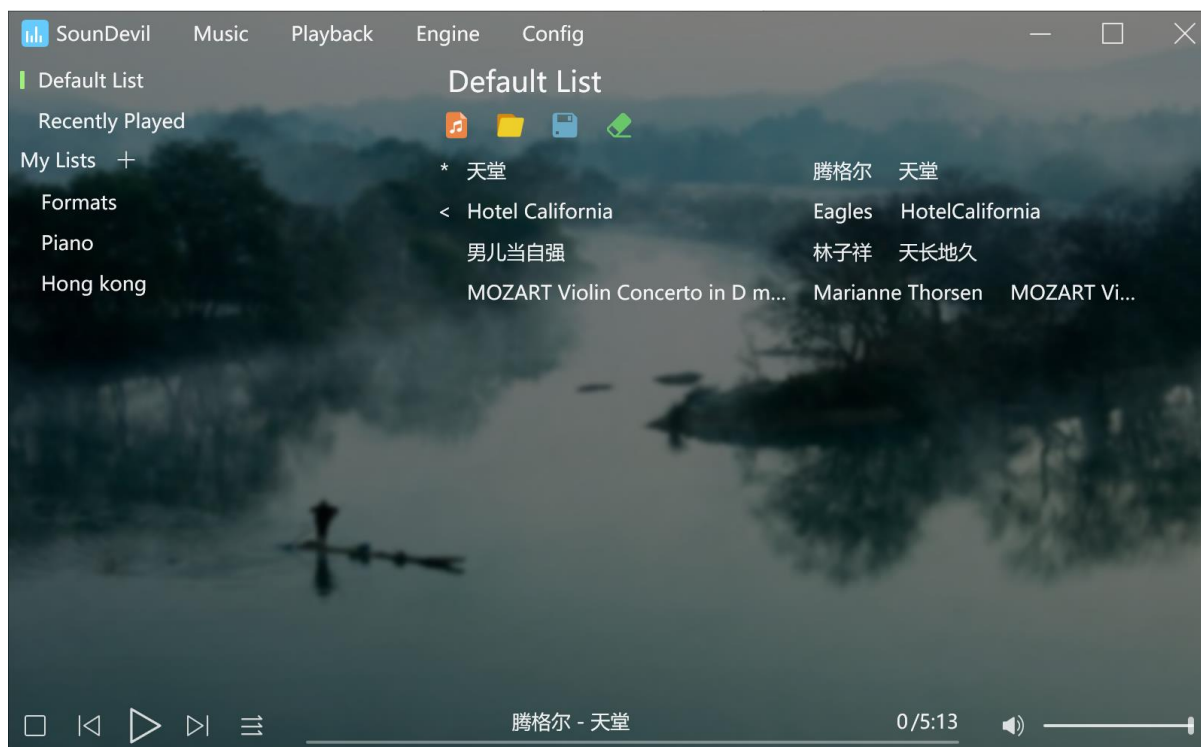 SounDevil Music Playback Engine Config
Default List
Recently Played
My Lists +
Formats
Piano
Hong kong
Default List
* 天堂 腾格尔 天堂
< Hotel California Eagles HotelCalifornia
男儿当自强 林子祥 天长地久
MOZART Violin Concerto in D m... Marianne Thorsen MOZART Vi...
腾格尔 - 天堂 0/5:13